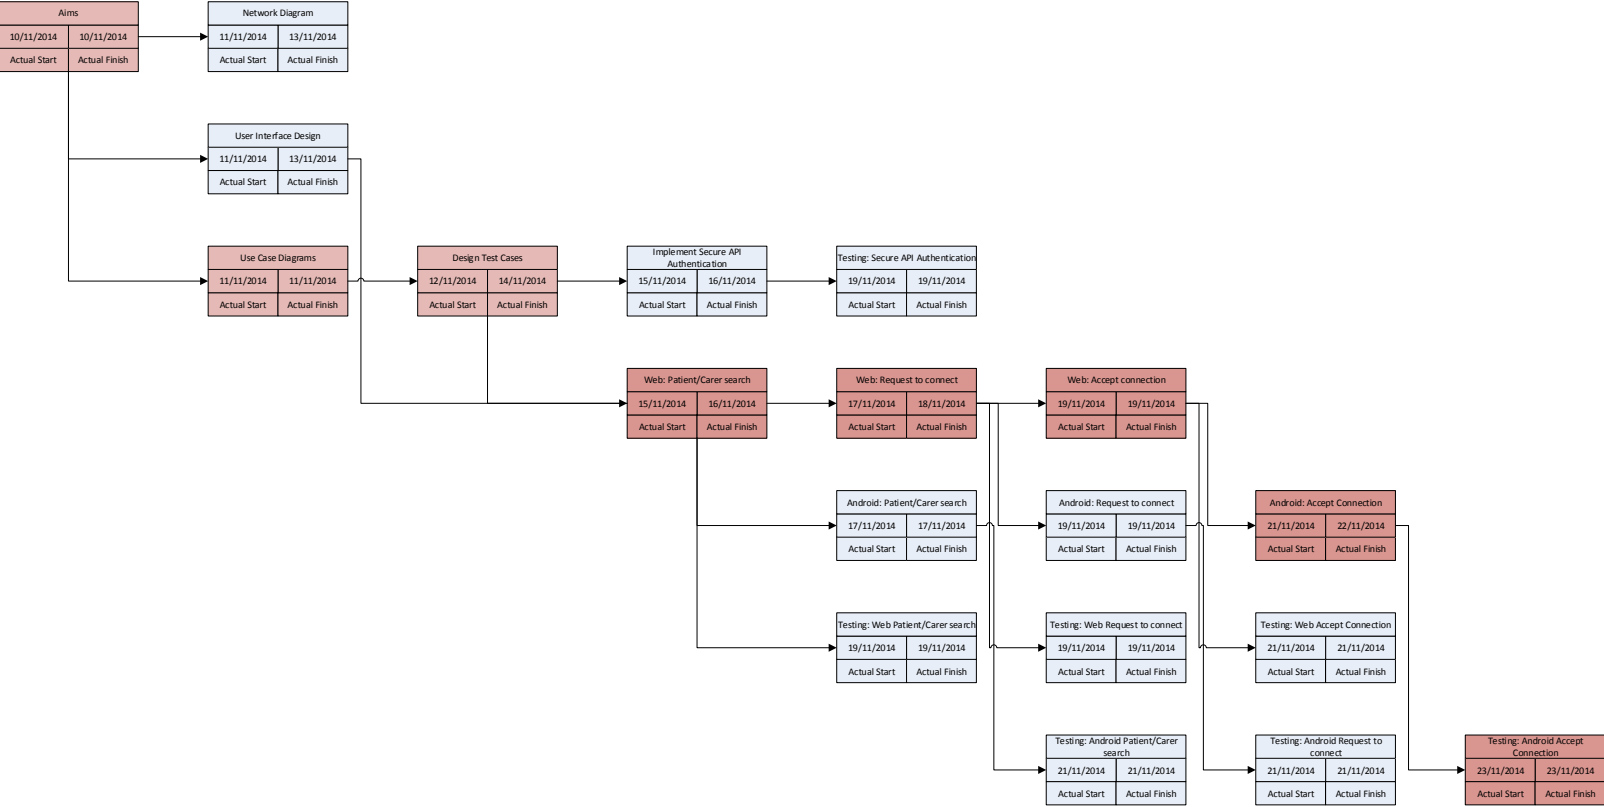 Aims
10/11/2014 10/11/2014
Actual Start Actual Finish
Network Diagram
11/11/2014 13/11/2014
Actual Start Actual Finish
User Interface Design
11/11/2014 13/11/2014
Actual Start Actual Finish
Use Case Diagrams
11/11/2014 11/11/2014
Actual Start Actual Finish
Design Test Cases
12/11/2014 14/11/2014
Actual Start Actual Finish
Implement Secure API
Authentication
15/11/2014 16/11/2014
Actual Start Actual Finish
Testing: Secure API Authentication
19/11/2014 19/11/2014
Actual Start Actual Finish
Web: Patient/Carer search
15/11/2014 16/11/2014
Actual Start Actual Finish
Web: Request to connect
17/11/2014 18/11/2014
Actual Start Actual Finish
Web: Accept connection
19/11/2014 19/11/2014
Actual Start Actual Finish
Android: Patient/Carer search
17/11/2014 17/11/2014
Actual Start Actual Finish
Android: Request to connect
19/11/2014 19/11/2014
Actual Start Actual Finish
Android: Accept Connection
21/11/2014 22/11/2014
Actual Start Actual Finish
Testing: Web Patient/Carer search
19/11/2014 19/11/2014
Actual Start Actual Finish
Testing: Web Request to connect
19/11/2014 19/11/2014
Actual Start Actual Finish
Testing: Web Accept Connection
21/11/2014 21/11/2014
Actual Start Actual Finish
Testing: Android Patient/Carer
search
21/11/2014 21/11/2014
Actual Start Actual Finish
Testing: Android Request to
connect
21/11/2014 21/11/2014
Actual Start Actual Finish
Testing: Android Accept
Connection
23/11/2014 23/11/2014
Actual Start Actual Finish